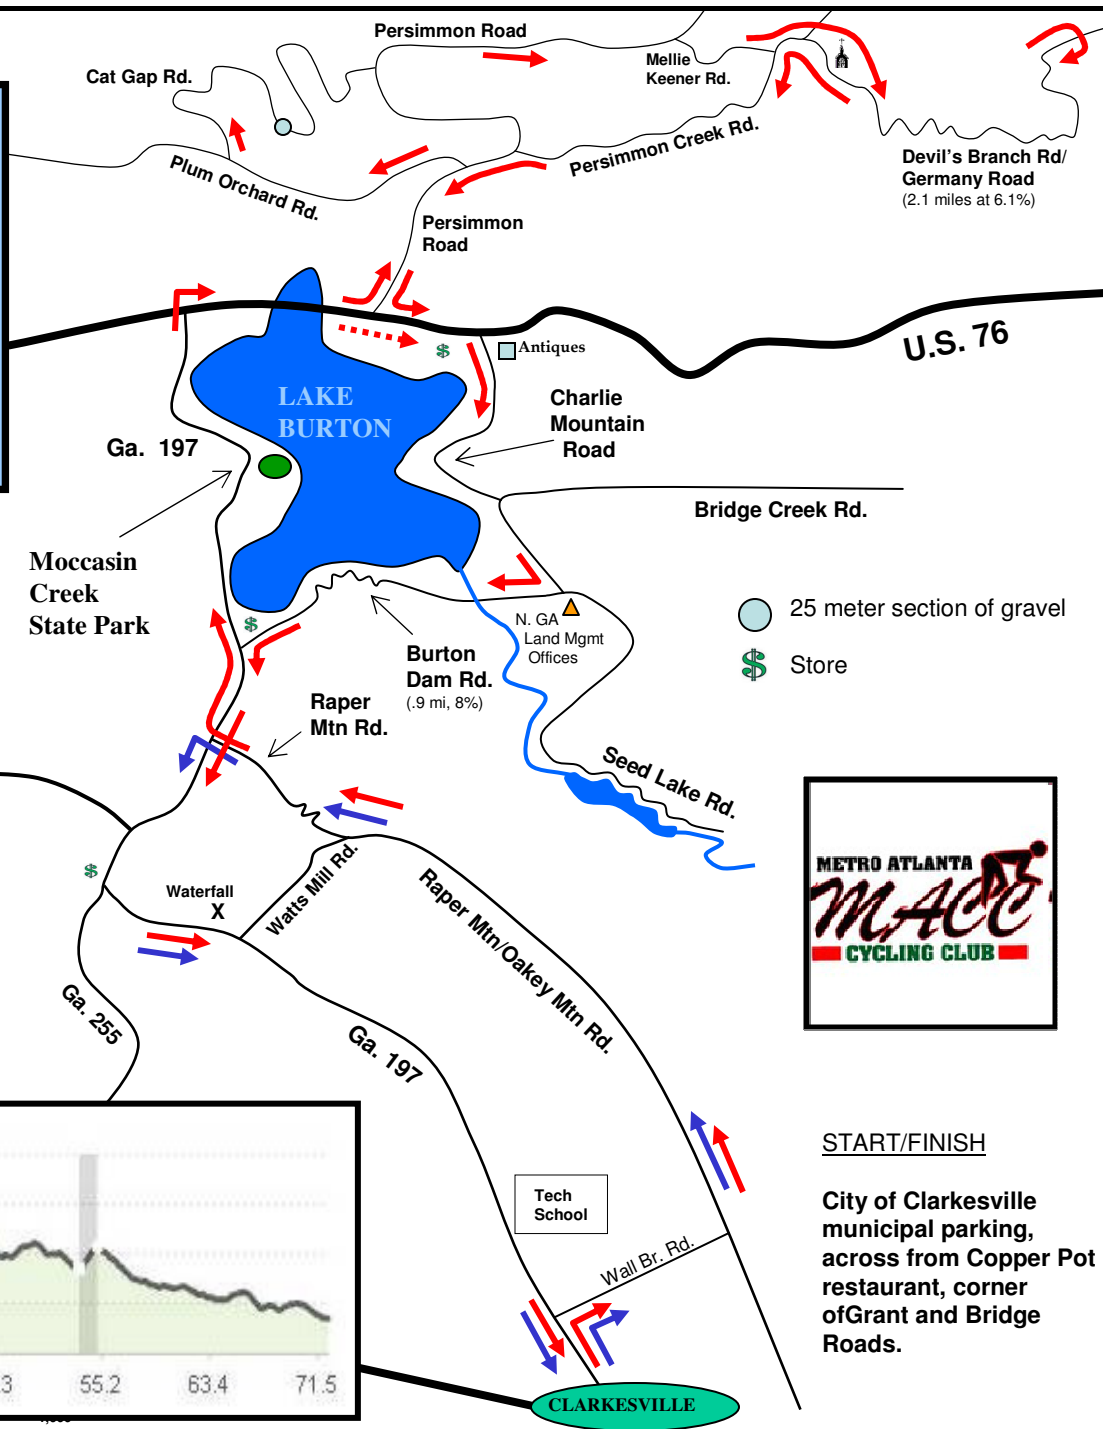 Persimmon Road
Cat Gap Rd.
Mellie
Keener Rd.
Persimmon Creek Rd.
Plum Orchard Rd.
Devil's Branch Rd/
Germany Road
(2.1 miles at 6.1%)
Persimmon
Road
U.S. 76
$
Antiques
LAKE
BURTON
Charlie
Mountain
Road
Ga. 197
Bridge Creek Rd.
Moccasin
Creek
State Park
25 meter section of gravel
$ Store
$
N. GA
Land Mgmt
Offices
Burton
Dam Rd.
(.9 mi, 8%)
Raper
Mtn Rd.
Seed Lake Rd.
$
Waterfall
X
Watts Mill Rd.
Raper Mtn/Oakey Mtn Rd.
METRO ATLANTA
MACC
CYCLING CLUB
Ga. 255
Ga. 197
START/FINISH
City of Clarkesville
municipal parking,
across from Copper Pot
restaurant, corner
ofGrant and Bridge
Roads.
Tech
School
Wall Br. Rd.
3 55.2 63.4 71.5
CLARKESVILLE